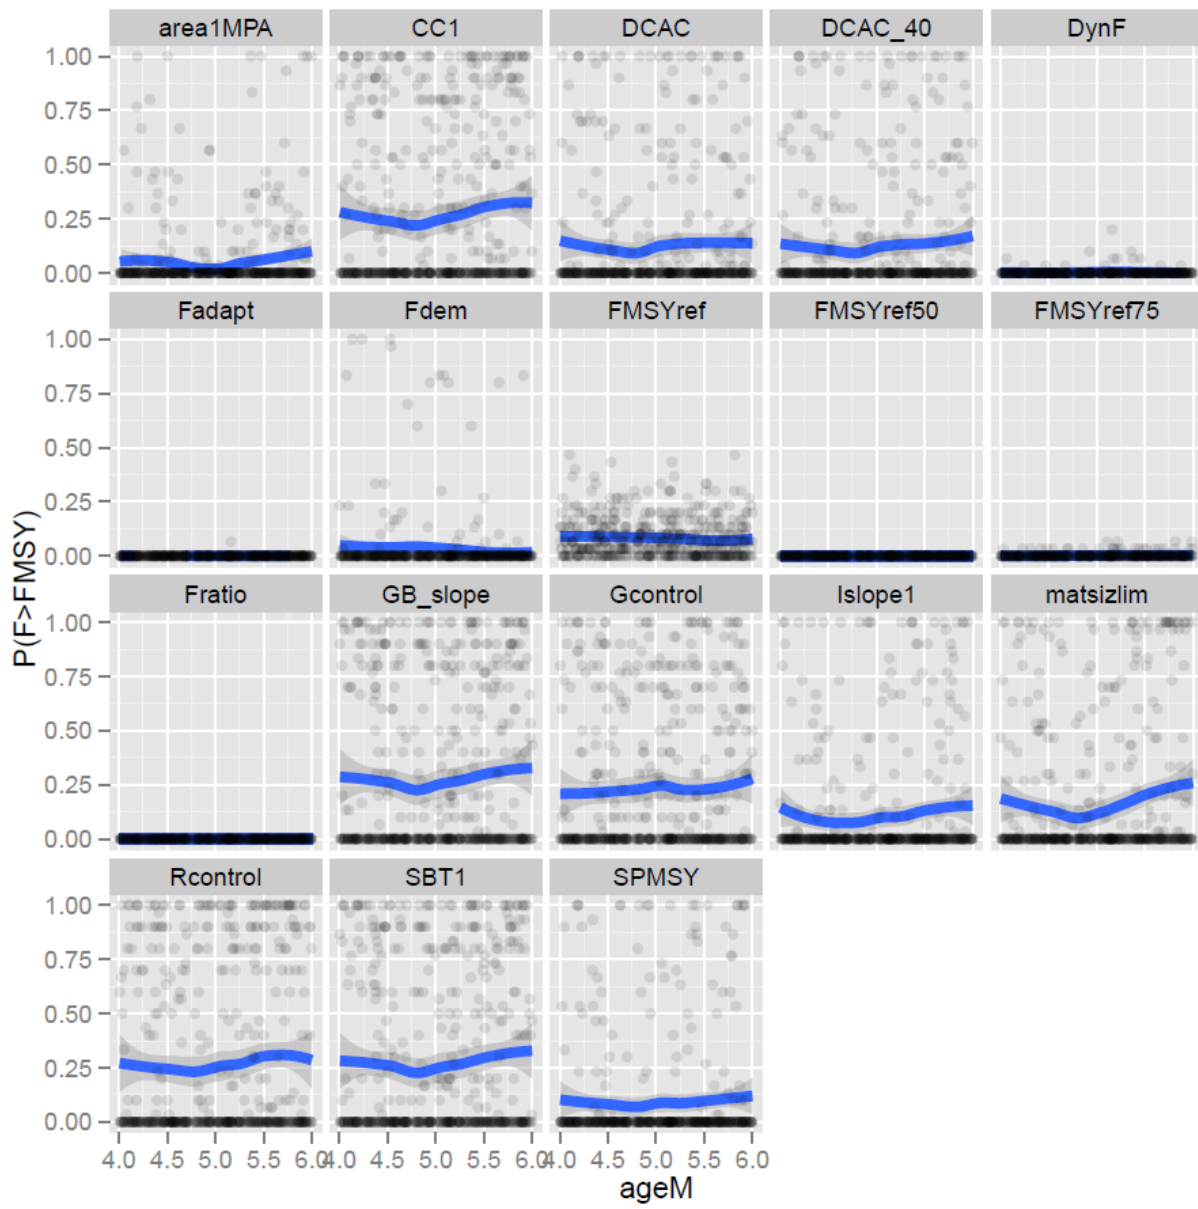 area1MPA CC1 DCAC DCAC_40 DynF
1.00
0.75
0.50
0.25
0.00
Fadapt Fdem FMSYref FMSYref50 FMSYref75
1.00
0.75
0.50
0.25
0.00
P(F>FMSY)
Fratio GB_slope Gcontrol Islope1 matsizlim
1.00
0.75
0.50
0.25
0.00
Rcontrol SBT1 SPMSY
1.00
0.75
0.50
0.25
0.00
4.0 4.5 5.0 5.5 6.0 4.0 4.5 5.0 5.5 6.0 4.0 4.5 5.0 5.5 6.0
ageM